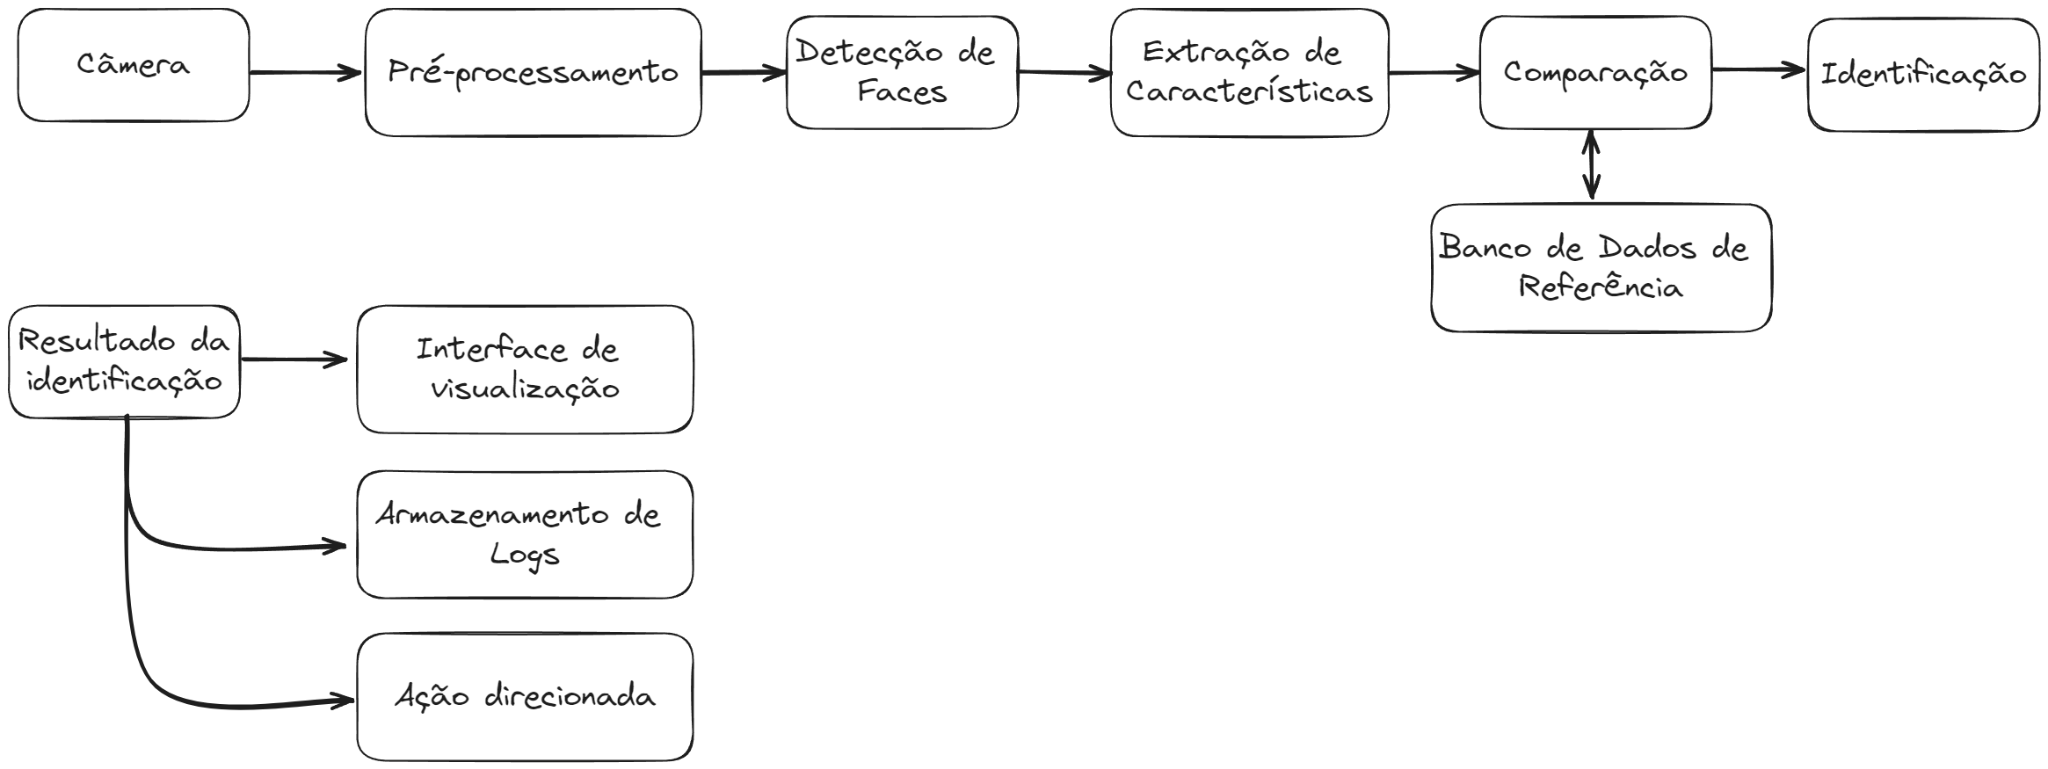 Câmera
Pré-processamento
Detecção de
Faces
Extração de
Características
Comparação
Identificação
Banco de Dados de
Referência
Resultado da
identificação
Interface de
visualização
Armazenamento de
Logs
Ação direcionada